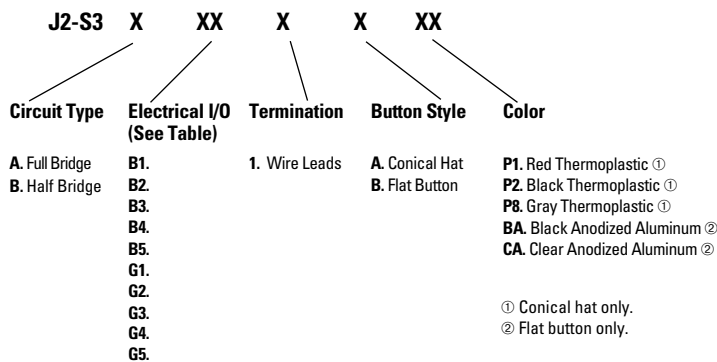 J2-S3 X XX X X XX
Circuit Type
A. Full Bridge
B. Half Bridge
Electrical I/O
(See Table)
B1.
B2.
B3.
B4.
B5.
G1.
G2.
G3.
G4.
G5.
Termination
1. Wire Leads
Button Style
A. Conical Hat
B. Flat Button
Color
P1. Red Thermoplastic ①
P2. Black Thermoplastic ①
P8. Gray Thermoplastic ①
BA. Black Anodized Aluminum ②
CA. Clear Anodized Aluminum ②
① Conical hat only.
② Flat button only.